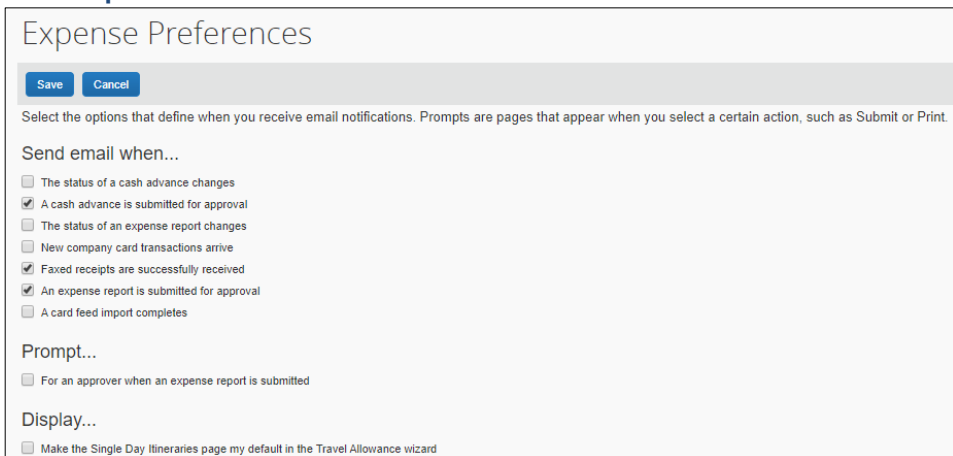 Expense Preferences
Save Cancel
Select the options that define when you receive email notifications. Prompts are pages that appear when you select a certain action, such as Submit or Print.
Send email when...
The status of a cash advance changes
A cash advance is submitted for approval
The status of an expense report changes
New company card transactions arrive
Faxed receipts are successfully received
An expense report is submitted for approval
A card feed import completes
Prompt...
For an approver when an expense report is submitted
Display...
Make the Single Day Itineraries page my default in the Travel Allowance wizard